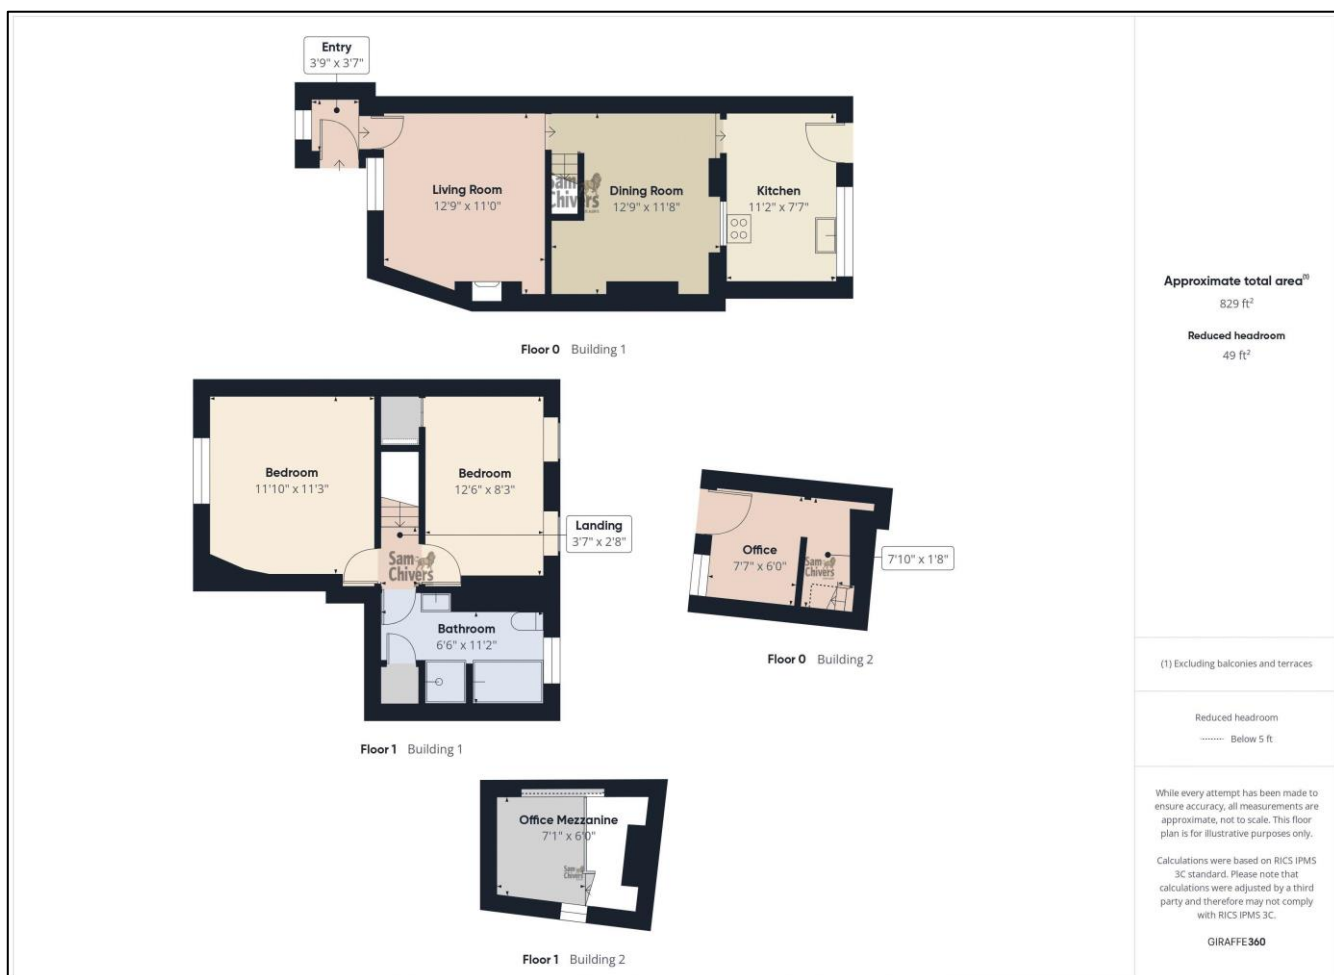 Entry
3'9" x 3'7"
Living Room
12'9" x 11'0"
Sam
Chivers
Dining Room
12'9" x 11'8"
Kitchen
11'2" x 7'7"
Floor 0 Building 1
Bedroom
11'10" x 11'3"
Bedroom
12'6" x 8'3"
Landing
3'7" x 2'8"
Sam
Chivers
Bathroom
6'6" x 11'2"
Floor 1 Building 1
Office
7'7" x 6'0"
Sam
Chivers
7'10" x 1'8"
Floor 0 Building 2
Office Mezzanine
7'1" x 6'0"
Sam
Chivers
Floor 1 Building 2
Approximate total area(1)
829 ft²
Reduced headroom
49 ft²
(1) Excluding balconies and terraces
Reduced headroom
Below 5 ft
While every attempt has been made to
ensure accuracy, all measurements are
approximate, not to scale. This floor
plan is for illustrative purposes only.
Calculations were based on RICS IPMS
3C standard. Please note that
calculations were adjusted by a third
party and therefore may not comply
with RICS IPMS 3C.
GIRAFFE360